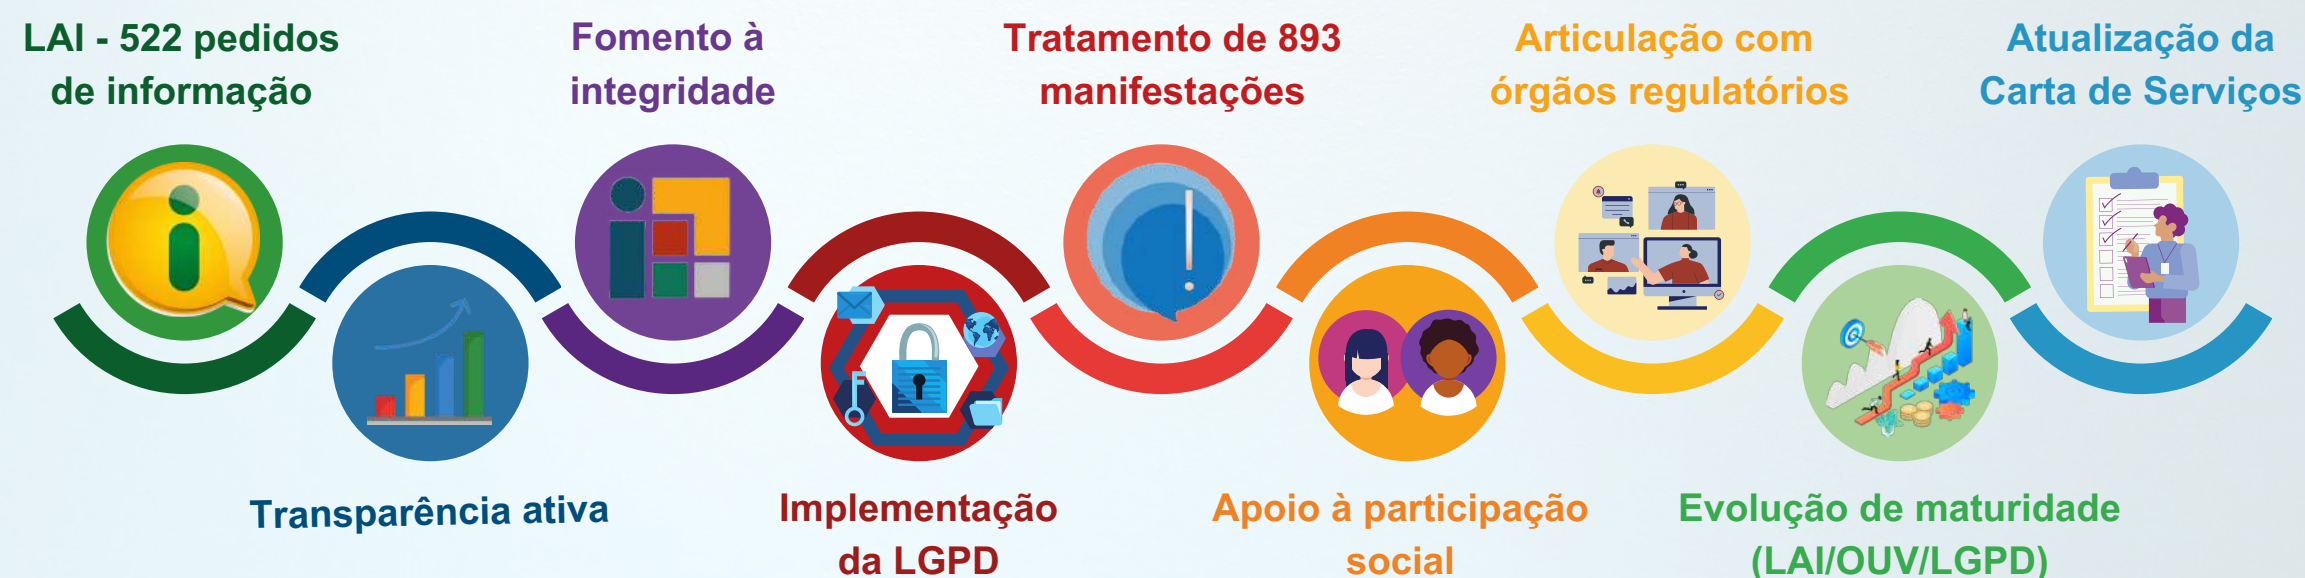 LAI - 522 pedidos
de informação
Transparência ativa
Fomento à
integridade
Implementação
da LGPD
Tratamento de 893
manifestações
Apoio à participação
social
Articulação com
órgãos regulatórios
Evolução de maturidade
(LAI/OUV/LGPD)
Atualização da
Carta de Serviços